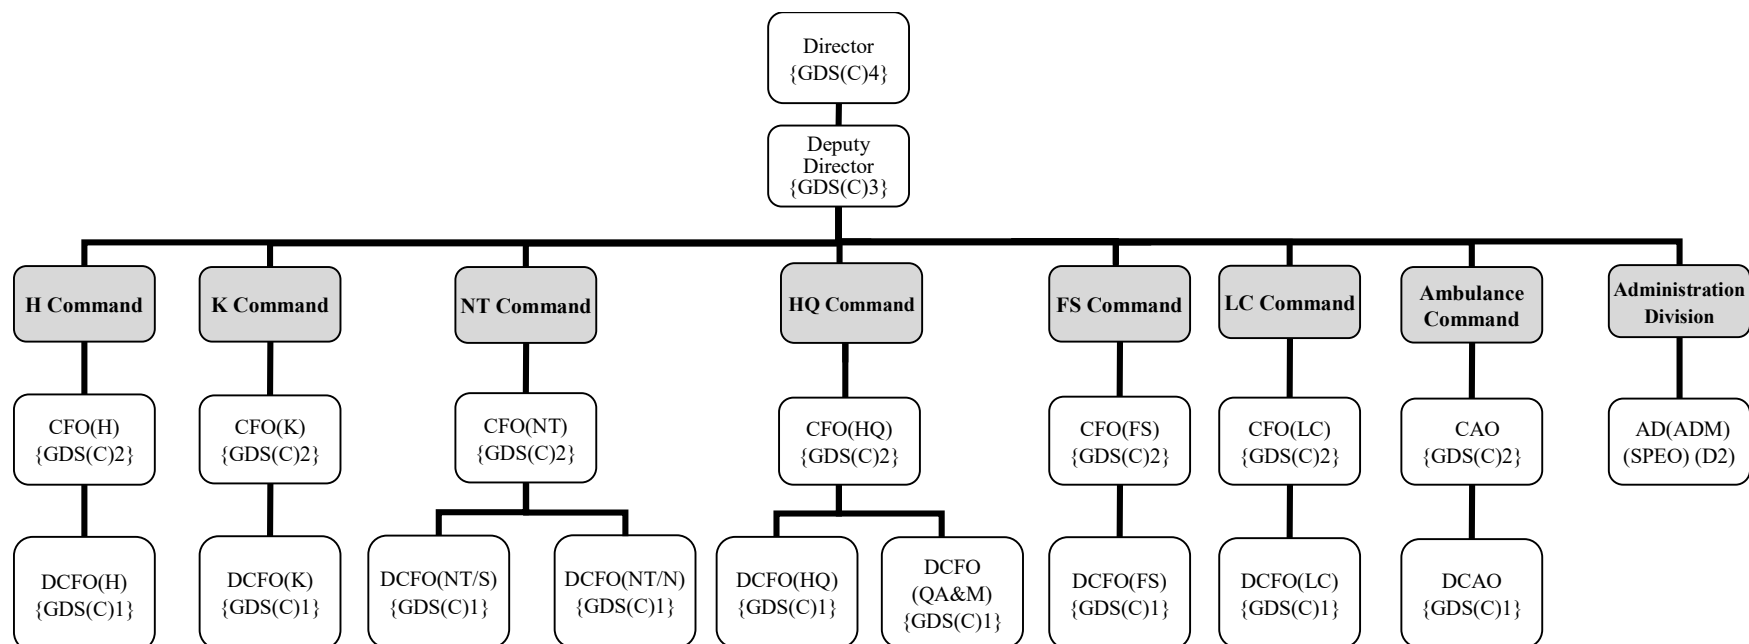 Director
{GDS(C)4}
Deputy
Director
{GDS(C)3}
H Command
K Command
NT Command
HQ Command
FS Command
LC Command
Ambulance
Command
Administration
Division
CFO(H)
{GDS(C)2}
CFO(K)
{GDS(C)2}
CFO(NT)
{GDS(C)2}
CFO(HQ)
{GDS(C)2}
CFO(FS)
{GDS(C)2}
CFO(LC)
{GDS(C)2}
CAO
{GDS(C)2}
AD(ADM)
(SPEO) (D2)
DCFO(H)
{GDS(C)1}
DCFO(K)
{GDS(C)1}
DCFO(NT/S)
{GDS(C)1}
DCFO(NT/N)
{GDS(C)1}
DCFO(HQ)
{GDS(C)1}
DCFO
(QA&M)
{GDS(C)1}
DCFO(FS)
{GDS(C)1}
DCFO(LC)
{GDS(C)1}
DCAO
{GDS(C)1}